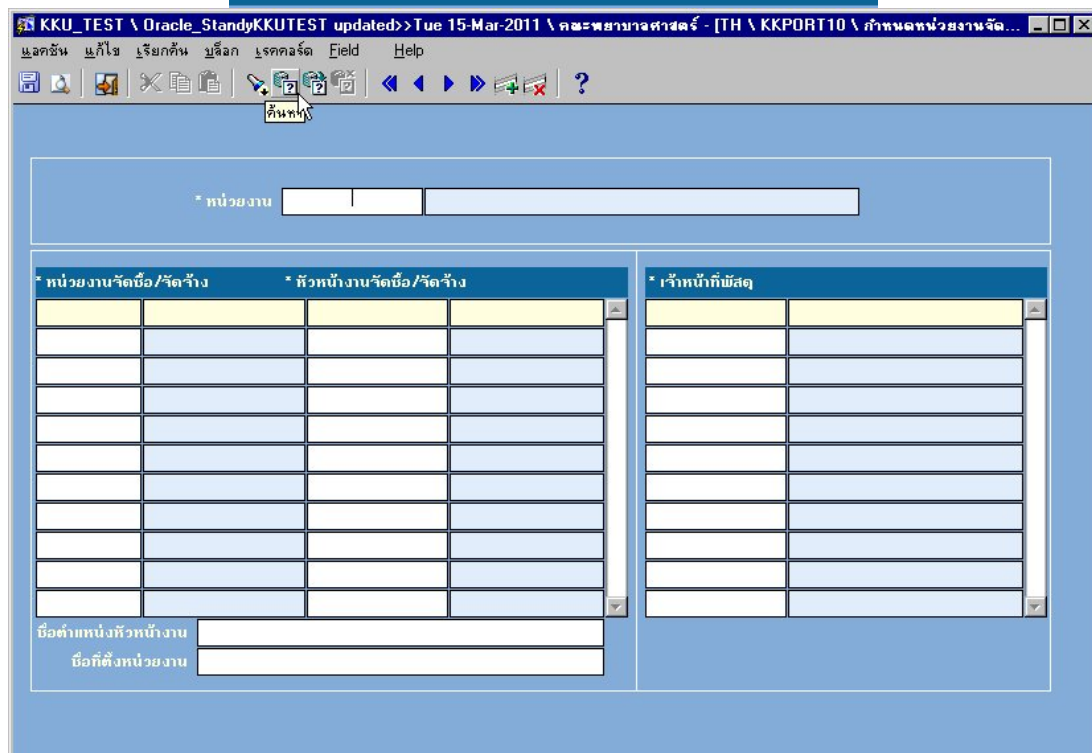 KKU_TEST \ Oracle_StandyKKUTEST updated>>Tue 15-Mar-2011 \ คณะพยาบาลศาสตร์ - [TH \ KKPORT10 \ กำหนดหน่วยงานจัด...
แอคชัน แก้ไข เรียกค้น บล็อก เรคคอร์ด Field Help
* หน่วยงาน
* หน่วยงานจัดซื้อ/จัดจ้าง * หัวหน้างานจัดซื้อ/จัดจ้าง * เจ้าหน้าที่พัสดุ
ชื่อตำแหน่งหัวหน้างาน
ชื่อที่ตั้งหน่วยงาน